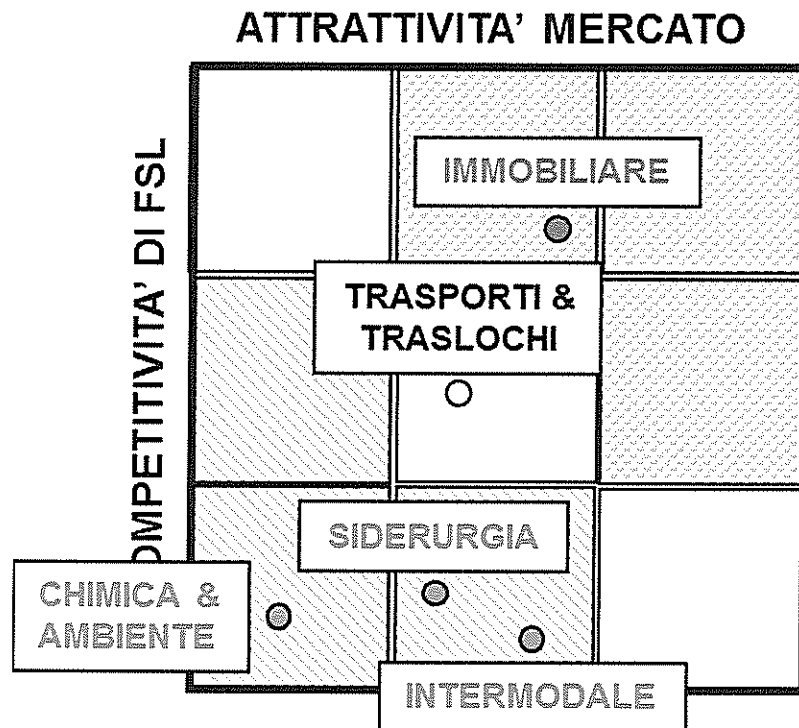 ATTRATTIVITA' MERCATO
OMPETITIVITA' DI FSL
IMMOBILIARE
TRASPORTI &
TRASLOCHI
SIDERURGIA
CHIMICA &
AMBIENTE
INTERMODALE